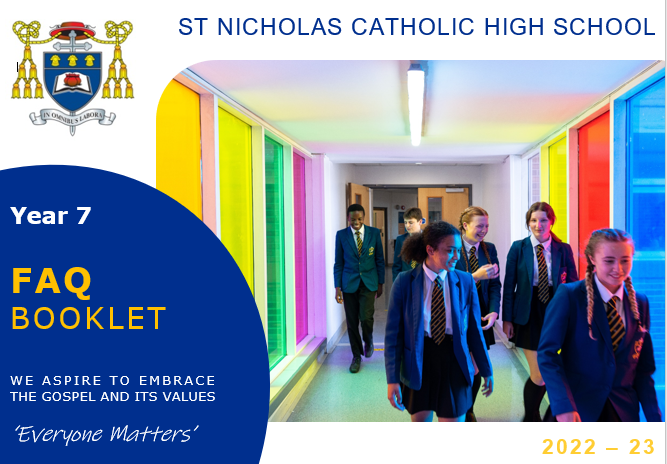 ST NICHOLAS CATHOLIC HIGH SCHOOL
IN OMNIBUS LABORA
Year 7
FAQ
BOOKLET
WE ASPIRE TO EMBRACE
THE GOSPEL AND ITS VALUES
‘Everyone Matters’
2022 – 23